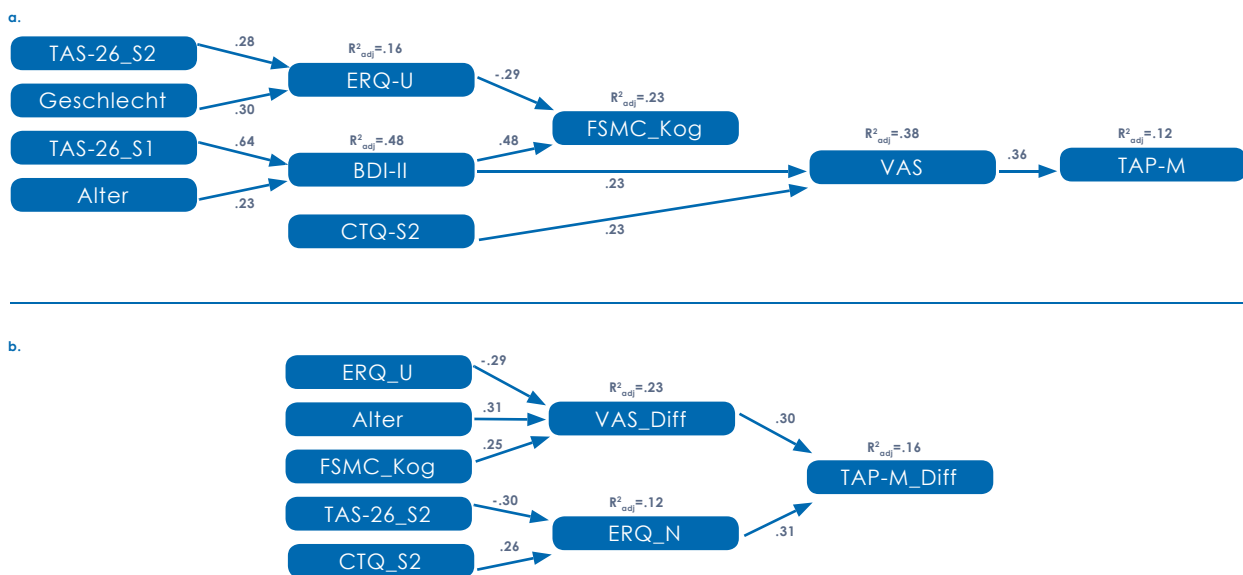 a.
TAS-26_S2
.28
R²adj=.16
ERQ-U
-.29
Geschlecht
.30
R²adj=.23
FSMC_Kog
TAS-26_S1
.64
R²adj=.48
BDI-II
.48
R²adj=.38
VAS
.36
R²adj=.12
TAP-M
Alter
.23
.23
CTQ-S2
.23
b.
ERQ_U
-.29
R²adj=.23
VAS_Diff
.30
Alter
.31
FSMC_Kog
.25
R²adj=.16
TAP-M_Diff
TAS-26_S2
-.30
R²adj=.12
ERQ_N
.31
CTQ_S2
.26